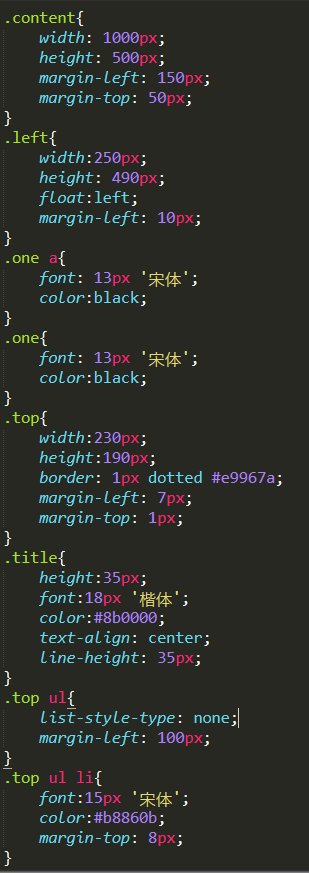 .content{
    width: 1000px;
    height: 500px;
    margin-left: 150px;
    margin-top: 50px;
}
.left{
    width:250px;
    height: 490px;
    float:left;
    margin-left: 10px;
}
.one a{
    font: 13px '宋体';
    color:black;
}
.one{
    font: 13px '宋体';
    color:black;
}
.top{
    width:230px;
    height:190px;
    border: 1px dotted #e9967a;
    margin-left: 7px;
    margin-top: 1px;
}
.title{
    height:35px;
    font:18px '楷体';
    color:#8b0000;
    text-align: center;
    line-height: 35px;
}
.top ul{
    list-style-type: none;
    margin-left: 100px;
}
.top ul li{
    font:15px '宋体';
    color:#b8860b;
    margin-top: 8px;
}